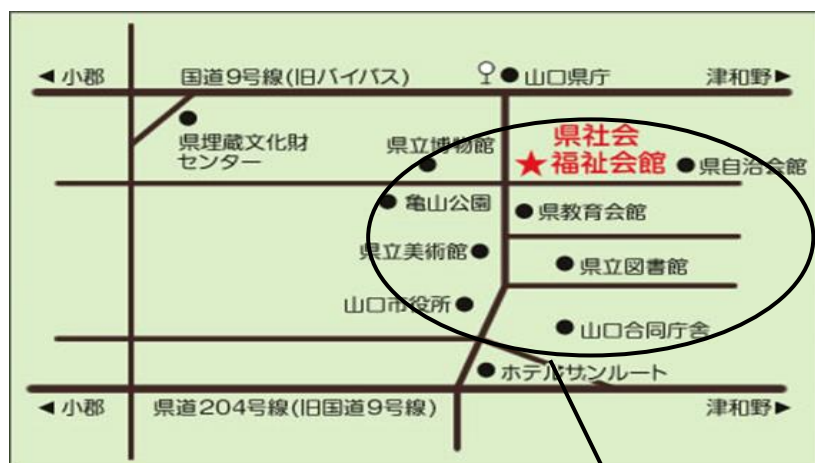 ◀小郡
国道9号線(旧バイパス)
山口県庁
津和野▶
県埋蔵文化財
センター
県立博物館
県社会
★福祉会館
県自治会館
亀山公園
県教育会館
県立美術館
県立図書館
山口市役所
山口合同庁舎
ホテルサンルート
◀小郡
県道204号線(旧国道9号線)
津和野▶